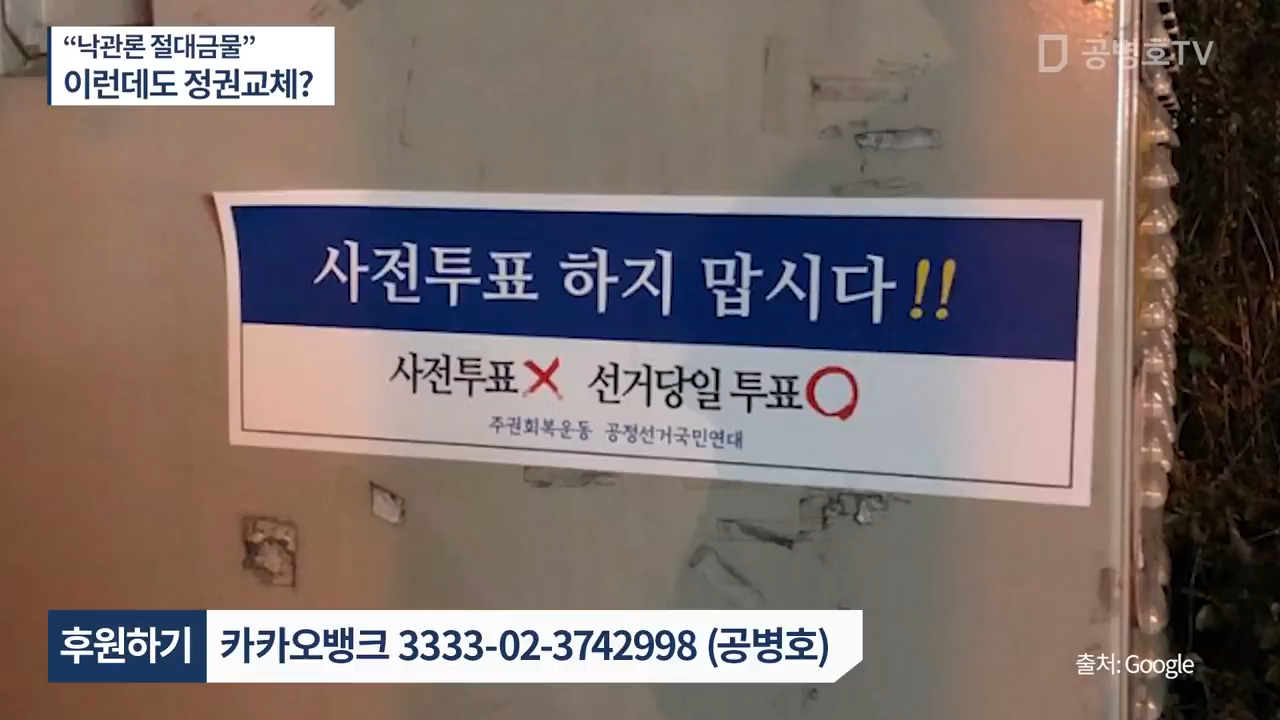 “낙관론 절대금물”
이런데도 정권교체?
공병호TV
사전투표 하지 맙시다!!
사전투표X 선거당일 투표O
주권회복운동 공정선거국민연대
후원하기 카카오뱅크 3333-02-3742998 (공병호)
출처: Google